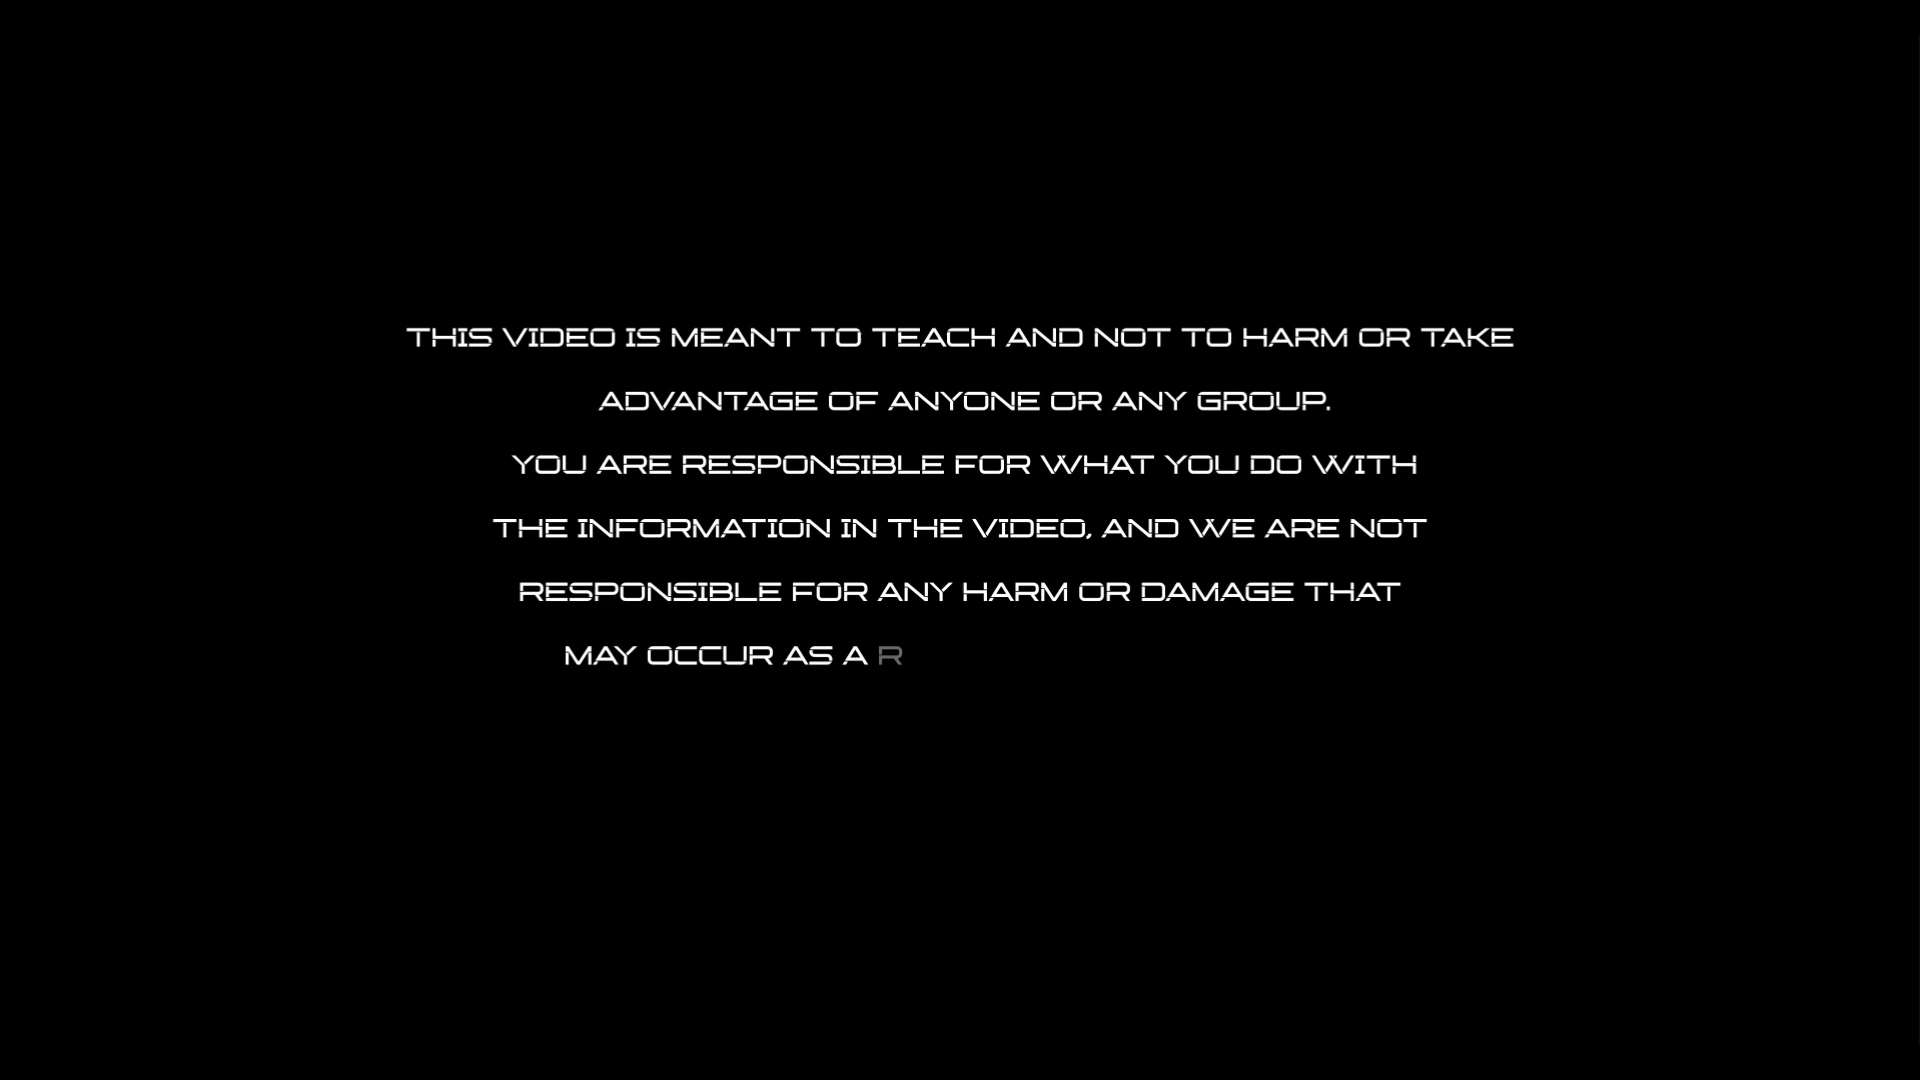 THIS VIDEO IS MEANT TO TEACH AND NOT TO HARM OR TAKE
ADVANTAGE OF ANYONE OR ANY GROUP.
YOU ARE RESPONSIBLE FOR WHAT YOU DO WITH
THE INFORMATION IN THE VIDEO, AND WE ARE NOT
RESPONSIBLE FOR ANY HARM OR DAMAGE THAT
MAY OCCUR AS A R